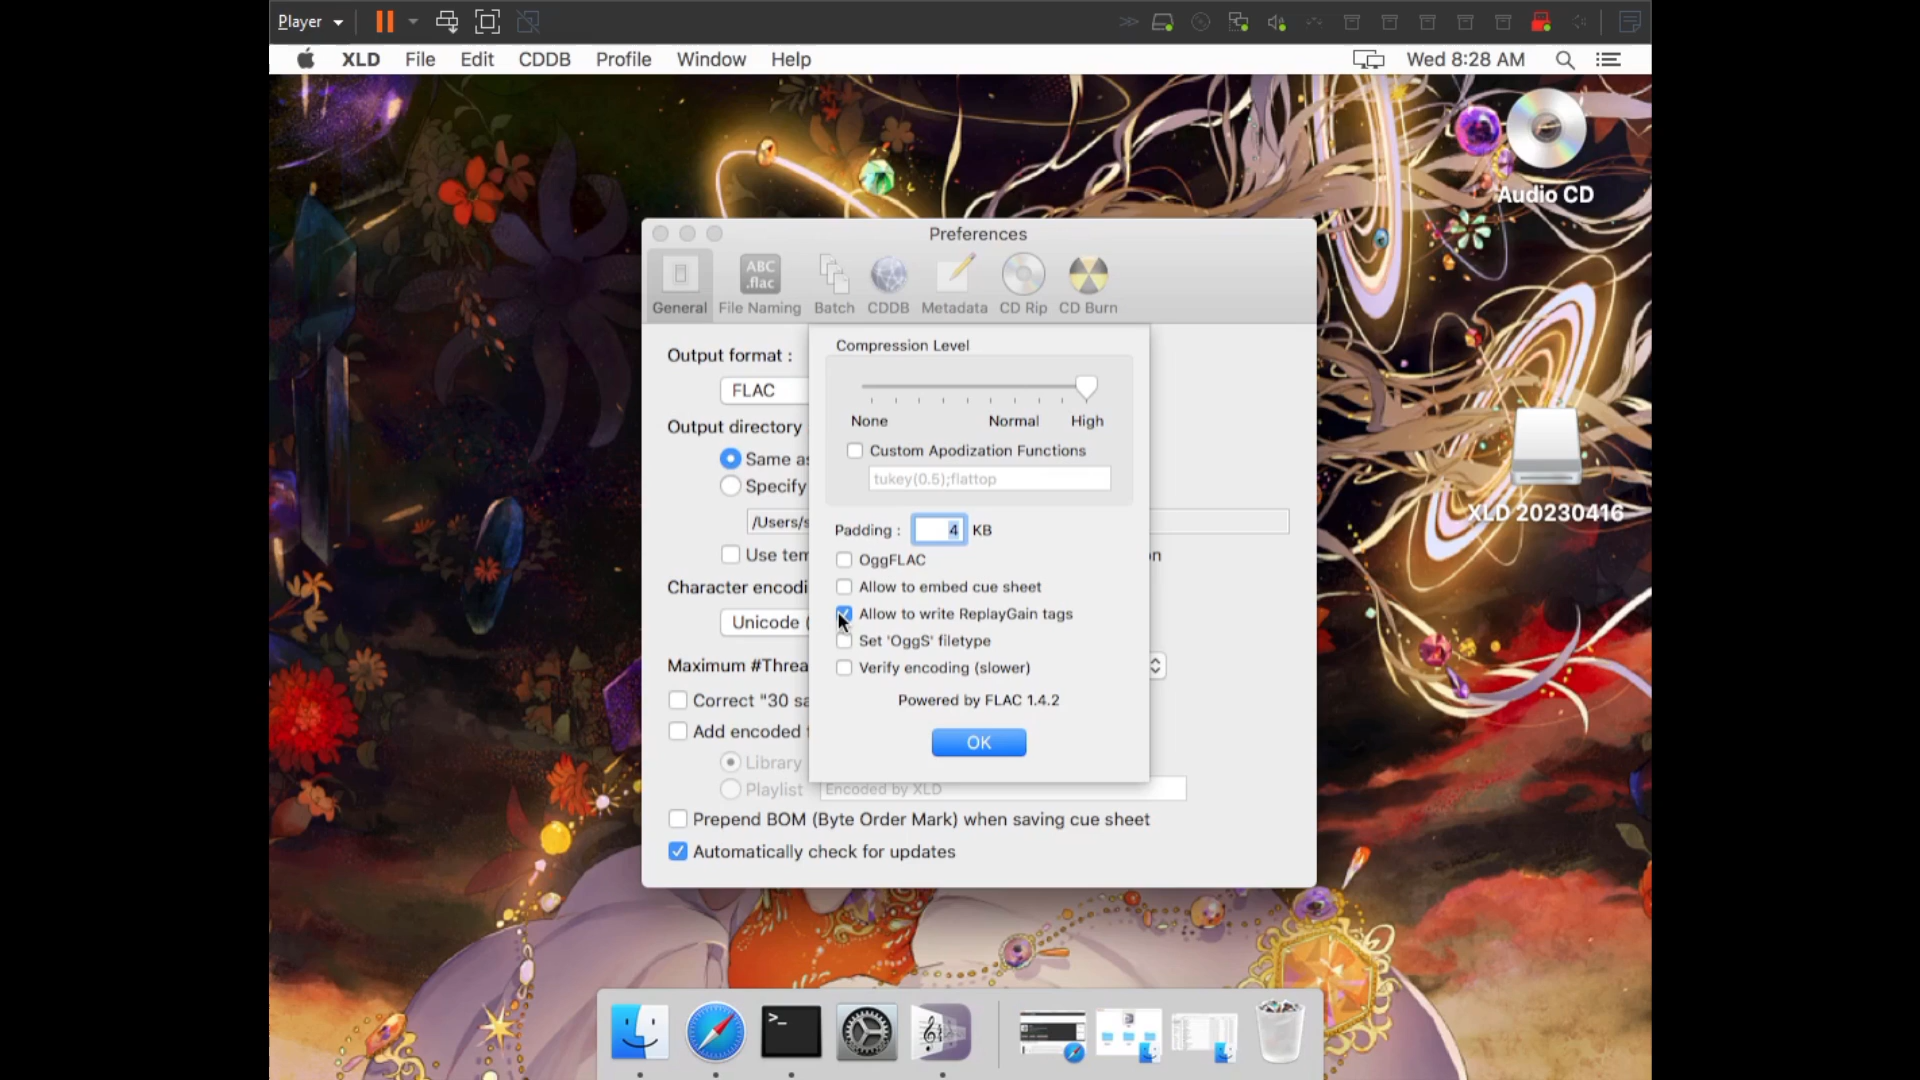 Player
XLD File Edit CDDB Profile Window Help Wed 8:28 AM
Audio CD
Preferences
ABC
.flac
General File Naming Batch CDDB Metadata CD Rip CD Burn
Output format :
FLAC
Compression Level
None Normal High
Output directory
Custom Apodization Functions
Same as
tukey(0.5);flattop
Specify
XLD 20230416
/Users/s
Padding : 4 KB
Use tem
OggFLAC
n
Character encodi
Allow to embed cue sheet
Unicode (
Allow to write ReplayGain tags
Set 'OggS' filetype
Maximum #Threa
Verify encoding (slower)
Correct "30 sa
Powered by FLAC 1.4.2
Add encoded f
OK
Library
Playlist
Encoded by XLD
Prepend BOM (Byte Order Mark) when saving cue sheet
Automatically check for updates
>_